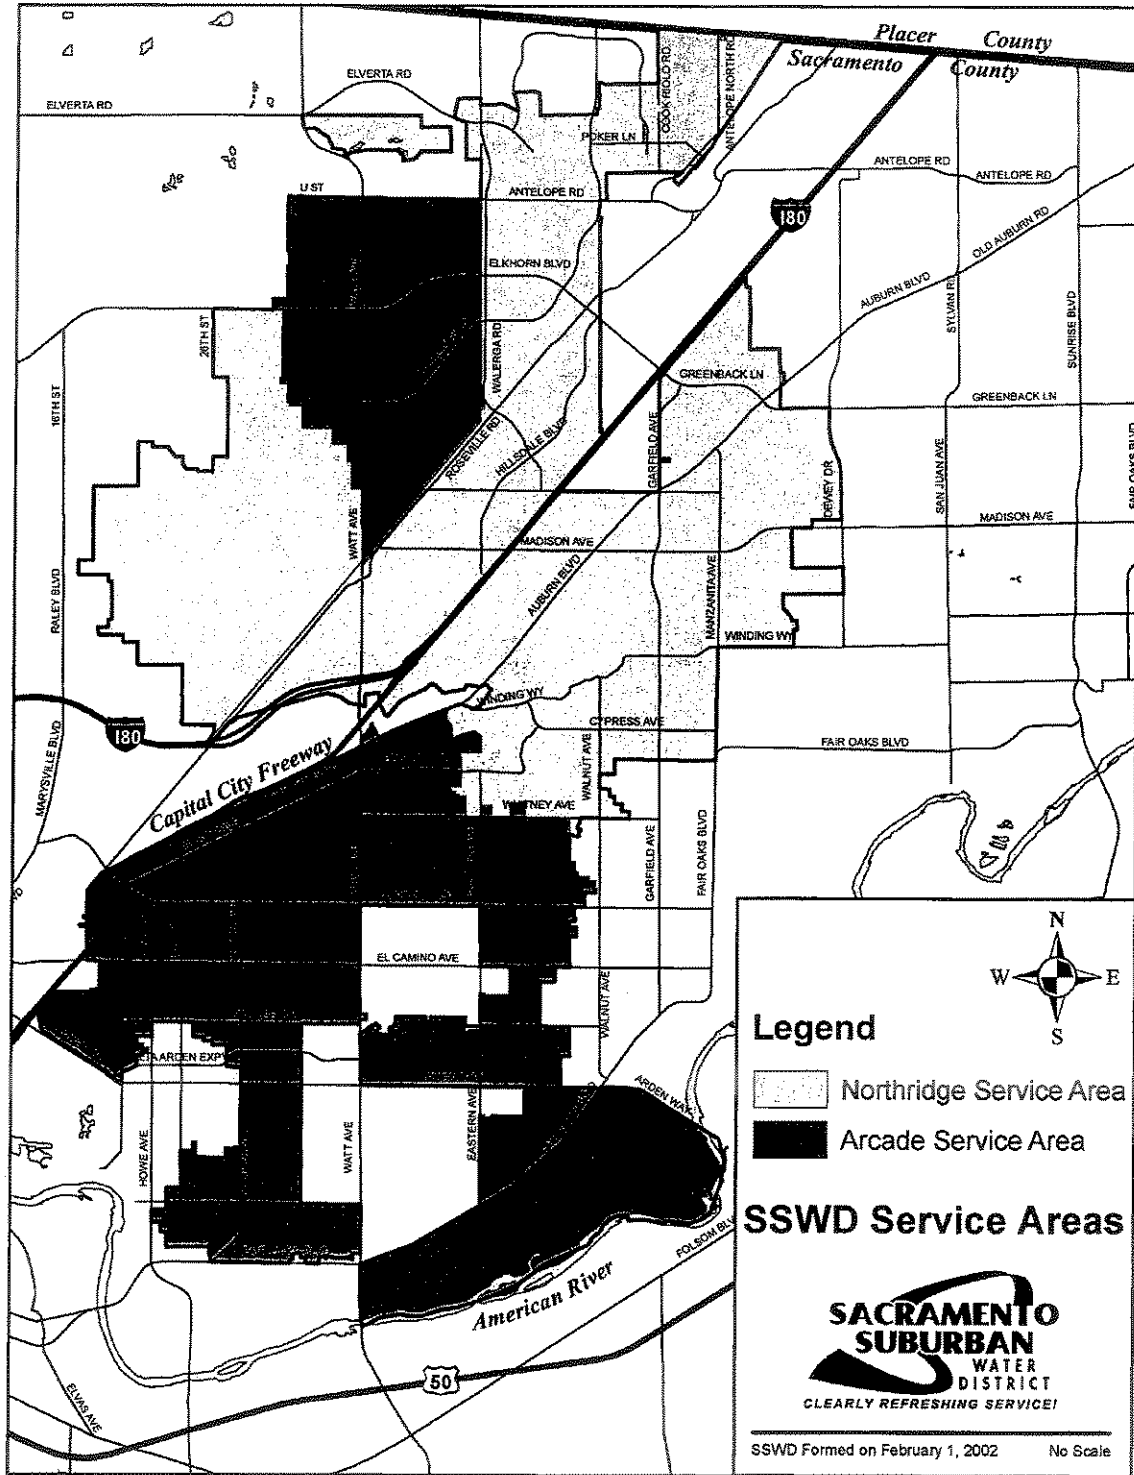 Placer County
Sacramento County
ELVERTA RD
ELVERTA RD
COOK RIOLO RD
ANTELOPE NORTH RD
POKER LN
ANTELOPE RD
ANTELOPE RD
U ST
ANTELOPE RD
180
OLD AUBURN RD
ELKHORN BLVD
AUBURN BLVD
SYLVAN RD
SUNRISE BLVD
26TH ST
WALERGA RD
16TH ST
GREENBACK LN
GREENBACK LN
ROSEVILLE RD
HILLSDALE BLVD
GARFIELD AVE
DEWEY DR
SAN JUAN AVE
FAIR OAKS BLVD
WATT AVE
MADISON AVE
MADISON AVE
RALEY BLVD
AUBURN BLVD
MANZANITA AVE
WINDING WY
WINDING WY
180
CYPRESS AVE
FAIR OAKS BLVD
MARYSVILLE BLVD
Capital City Freeway
WALNUT AVE
WHITNEY AVE
GARFIELD AVE
FAIR OAKS BLVD
EL CAMINO AVE
WALNUT AVE
N
W E
S
Legend
ARDEN EXPY
ARDEN WAY
Northridge Service Area
EASTERN AVE
HOWE AVE
WATT AVE
Arcade Service Area
SSWD Service Areas
FOLSOM BLV
American River
SACRAMENTO
SUBURBAN
WATER
DISTRICT
CLEARLY REFRESHING SERVICE!
50
ELVAS AVE
SSWD Formed on February 1, 2002 No Scale